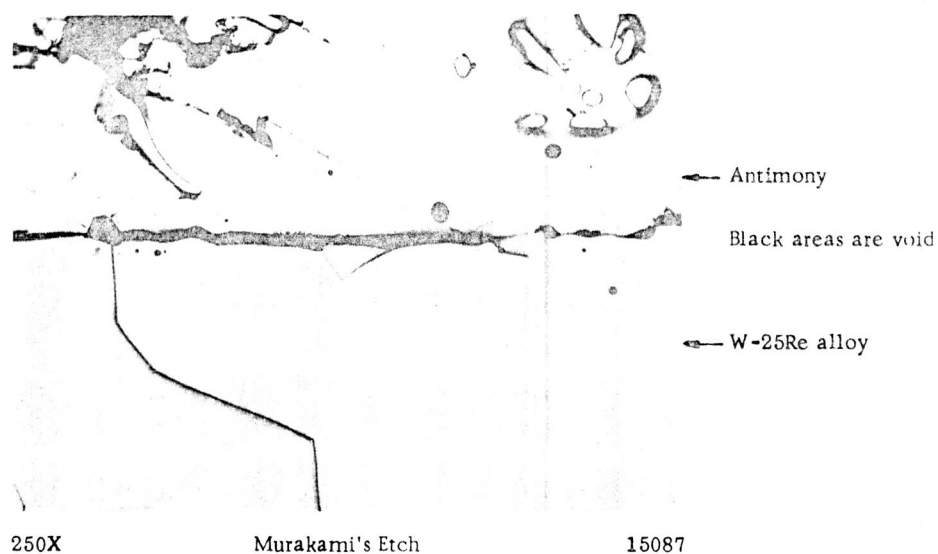 Antimony
Black areas are void
W-25Re alloy
250X Murakami's Etch 15087